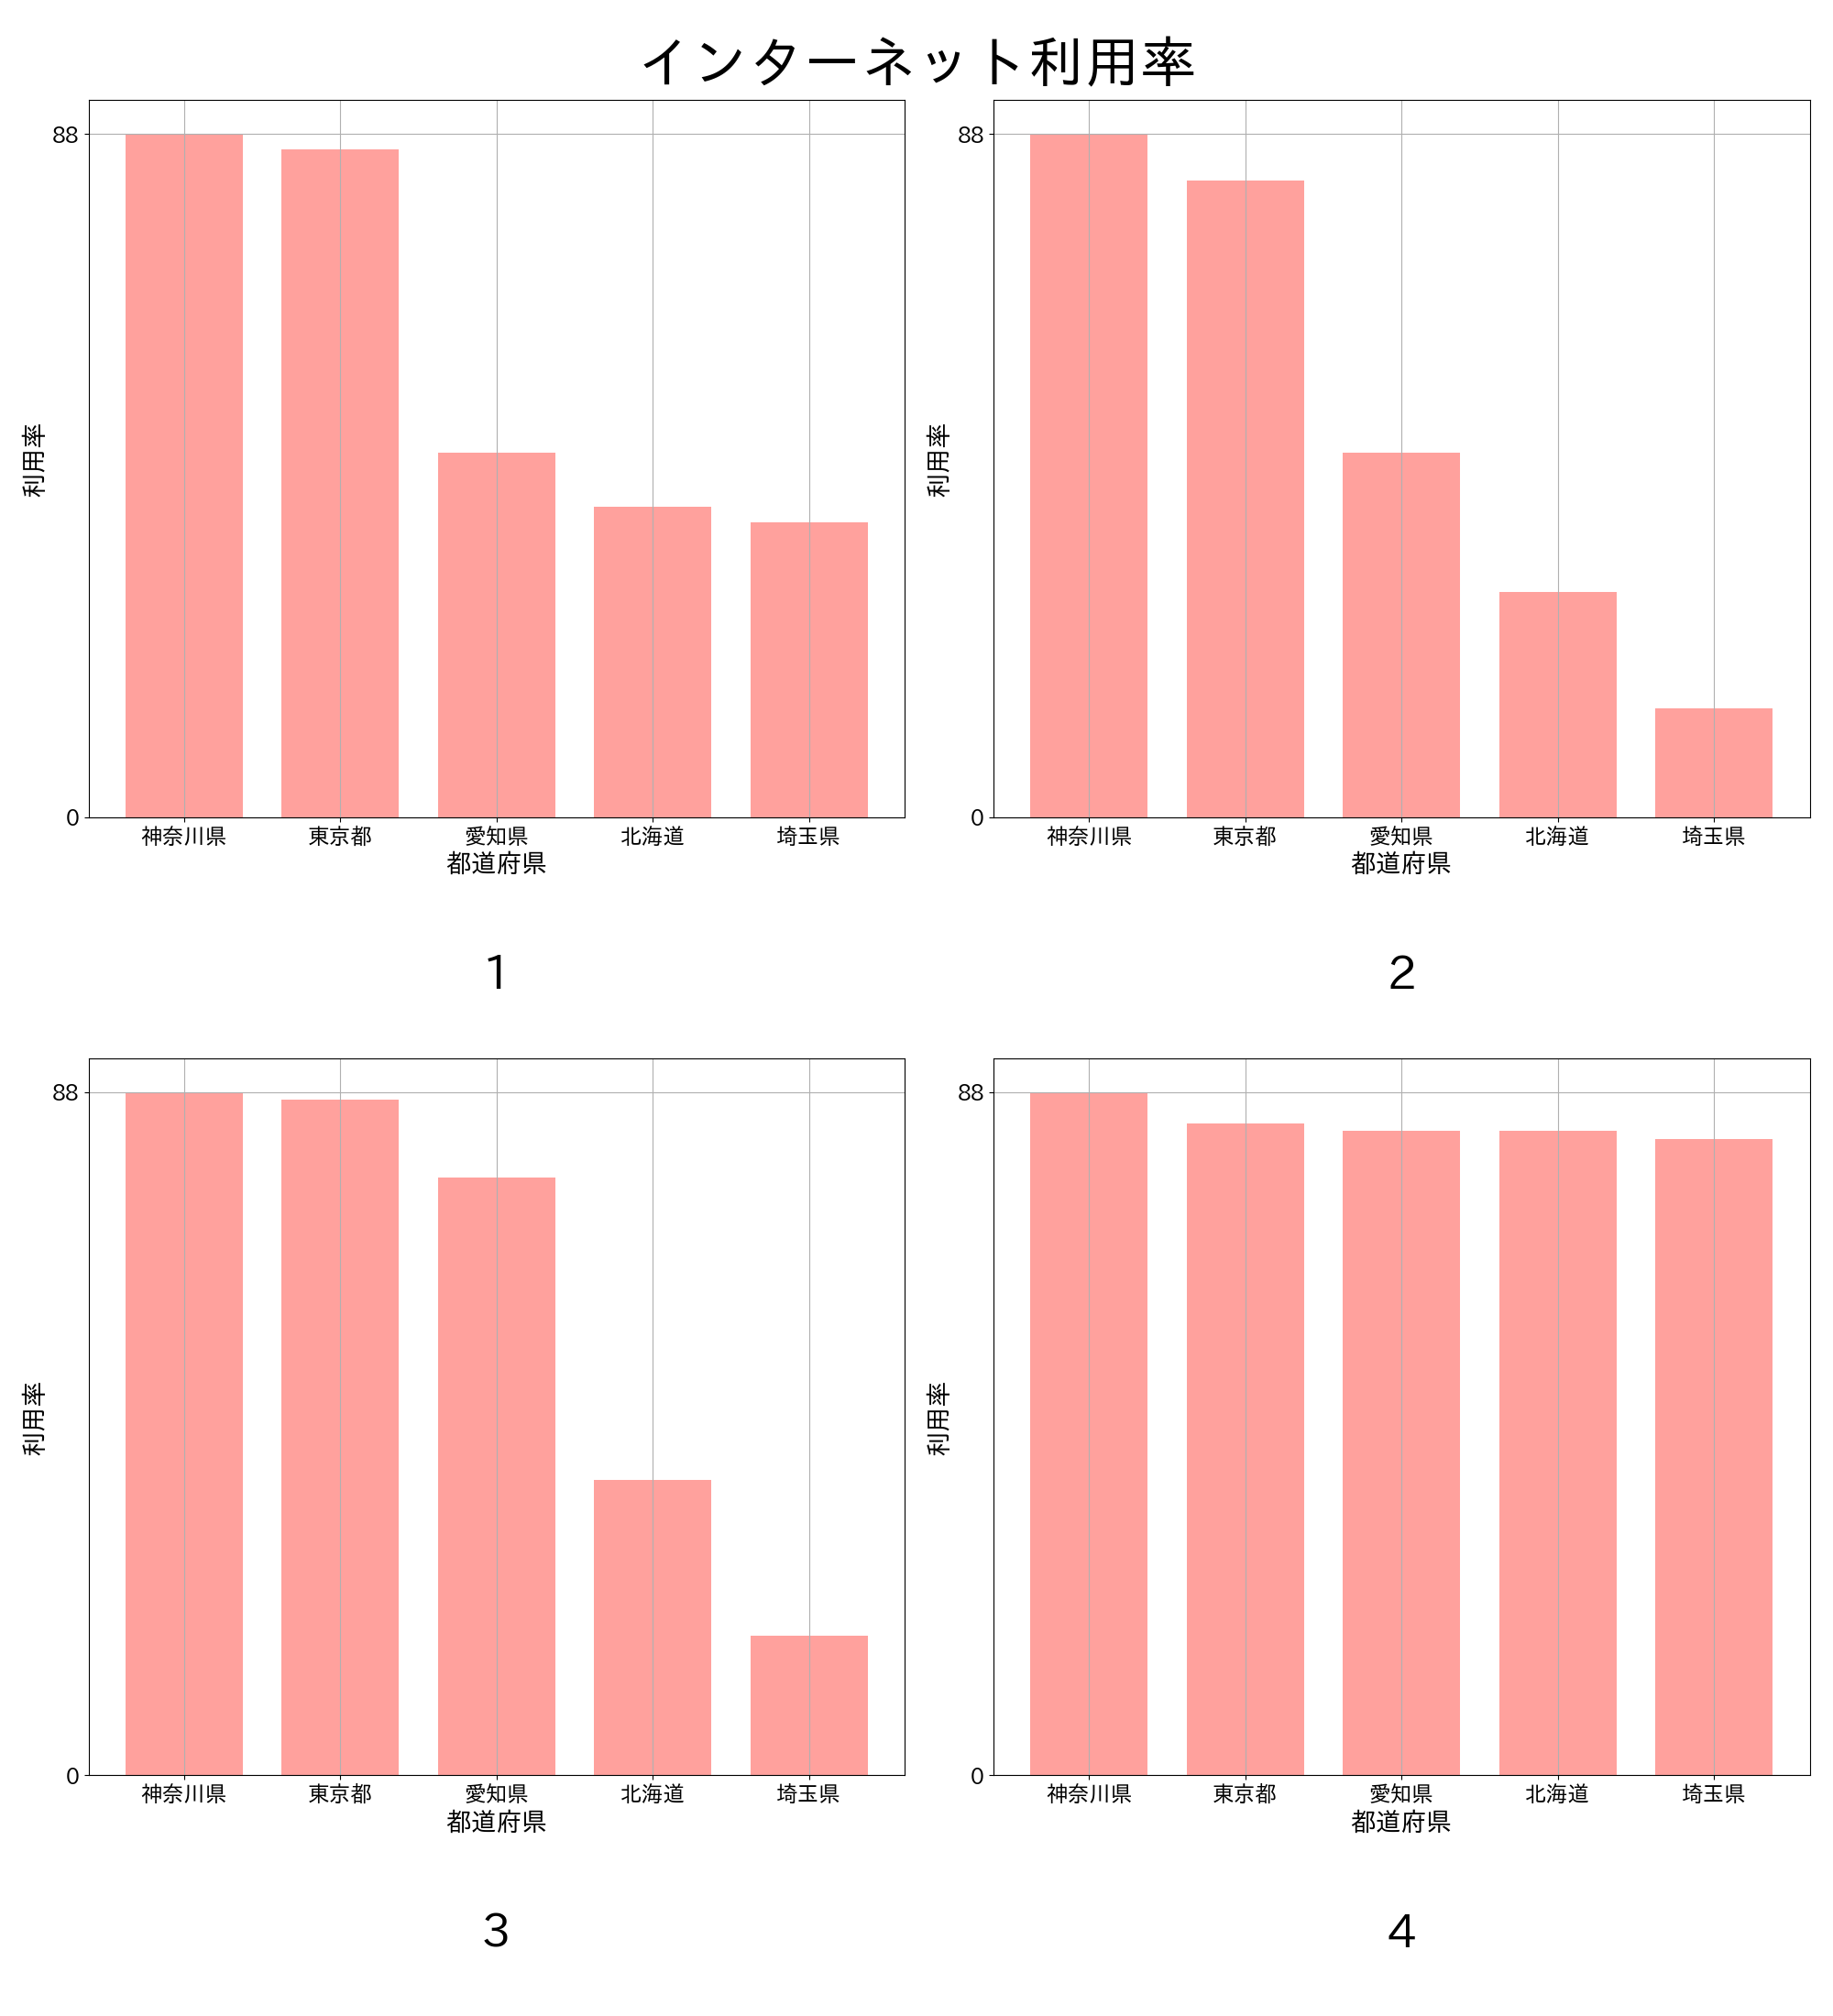 インターネット利用率
88
0
利用率
神奈川県 東京都 愛知県 北海道 埼玉県
都道府県
1
88
0
利用率
神奈川県 東京都 愛知県 北海道 埼玉県
都道府県
2
88
0
利用率
神奈川県 東京都 愛知県 北海道 埼玉県
都道府県
3
88
0
利用率
神奈川県 東京都 愛知県 北海道 埼玉県
都道府県
4